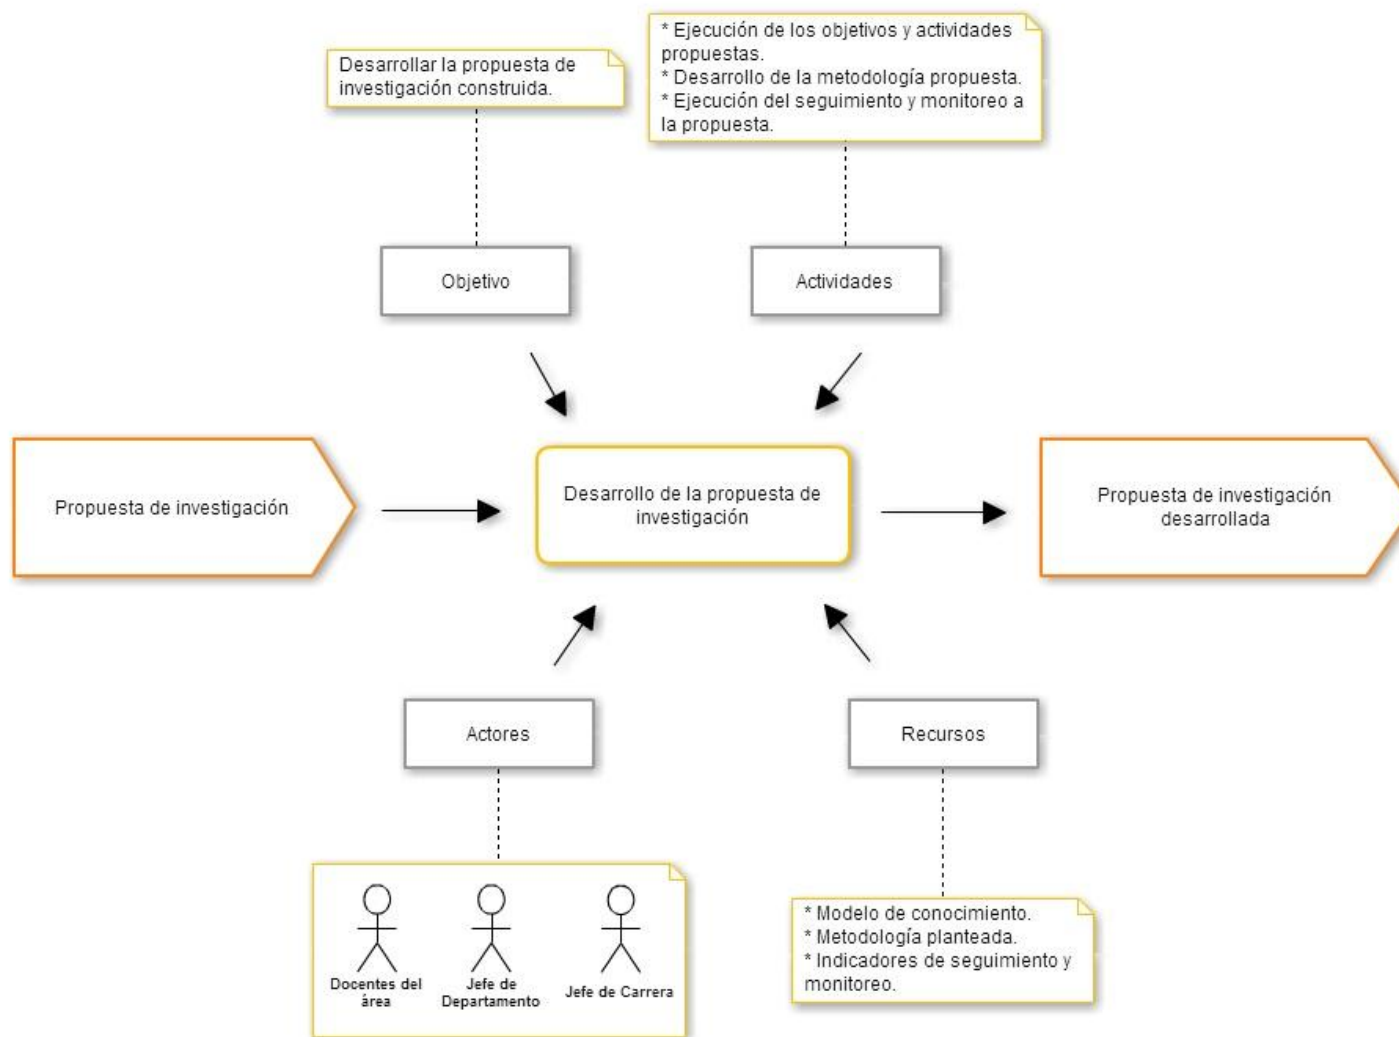 Desarrollar la propuesta de
investigación construida.
* Ejecución de los objetivos y actividades
propuestas.
* Desarrollo de la metodología propuesta.
* Ejecución del seguimiento y monitoreo a
la propuesta.
Objetivo
Actividades
Propuesta de investigación
Desarrollo de la propuesta de
investigación
Propuesta de investigación
desarrollada
Actores
Recursos
Docentes del
área
Jefe de
Departamento
Jefe de Carrera
* Modelo de conocimiento.
* Metodología planteada.
* Indicadores de seguimiento y
monitoreo.